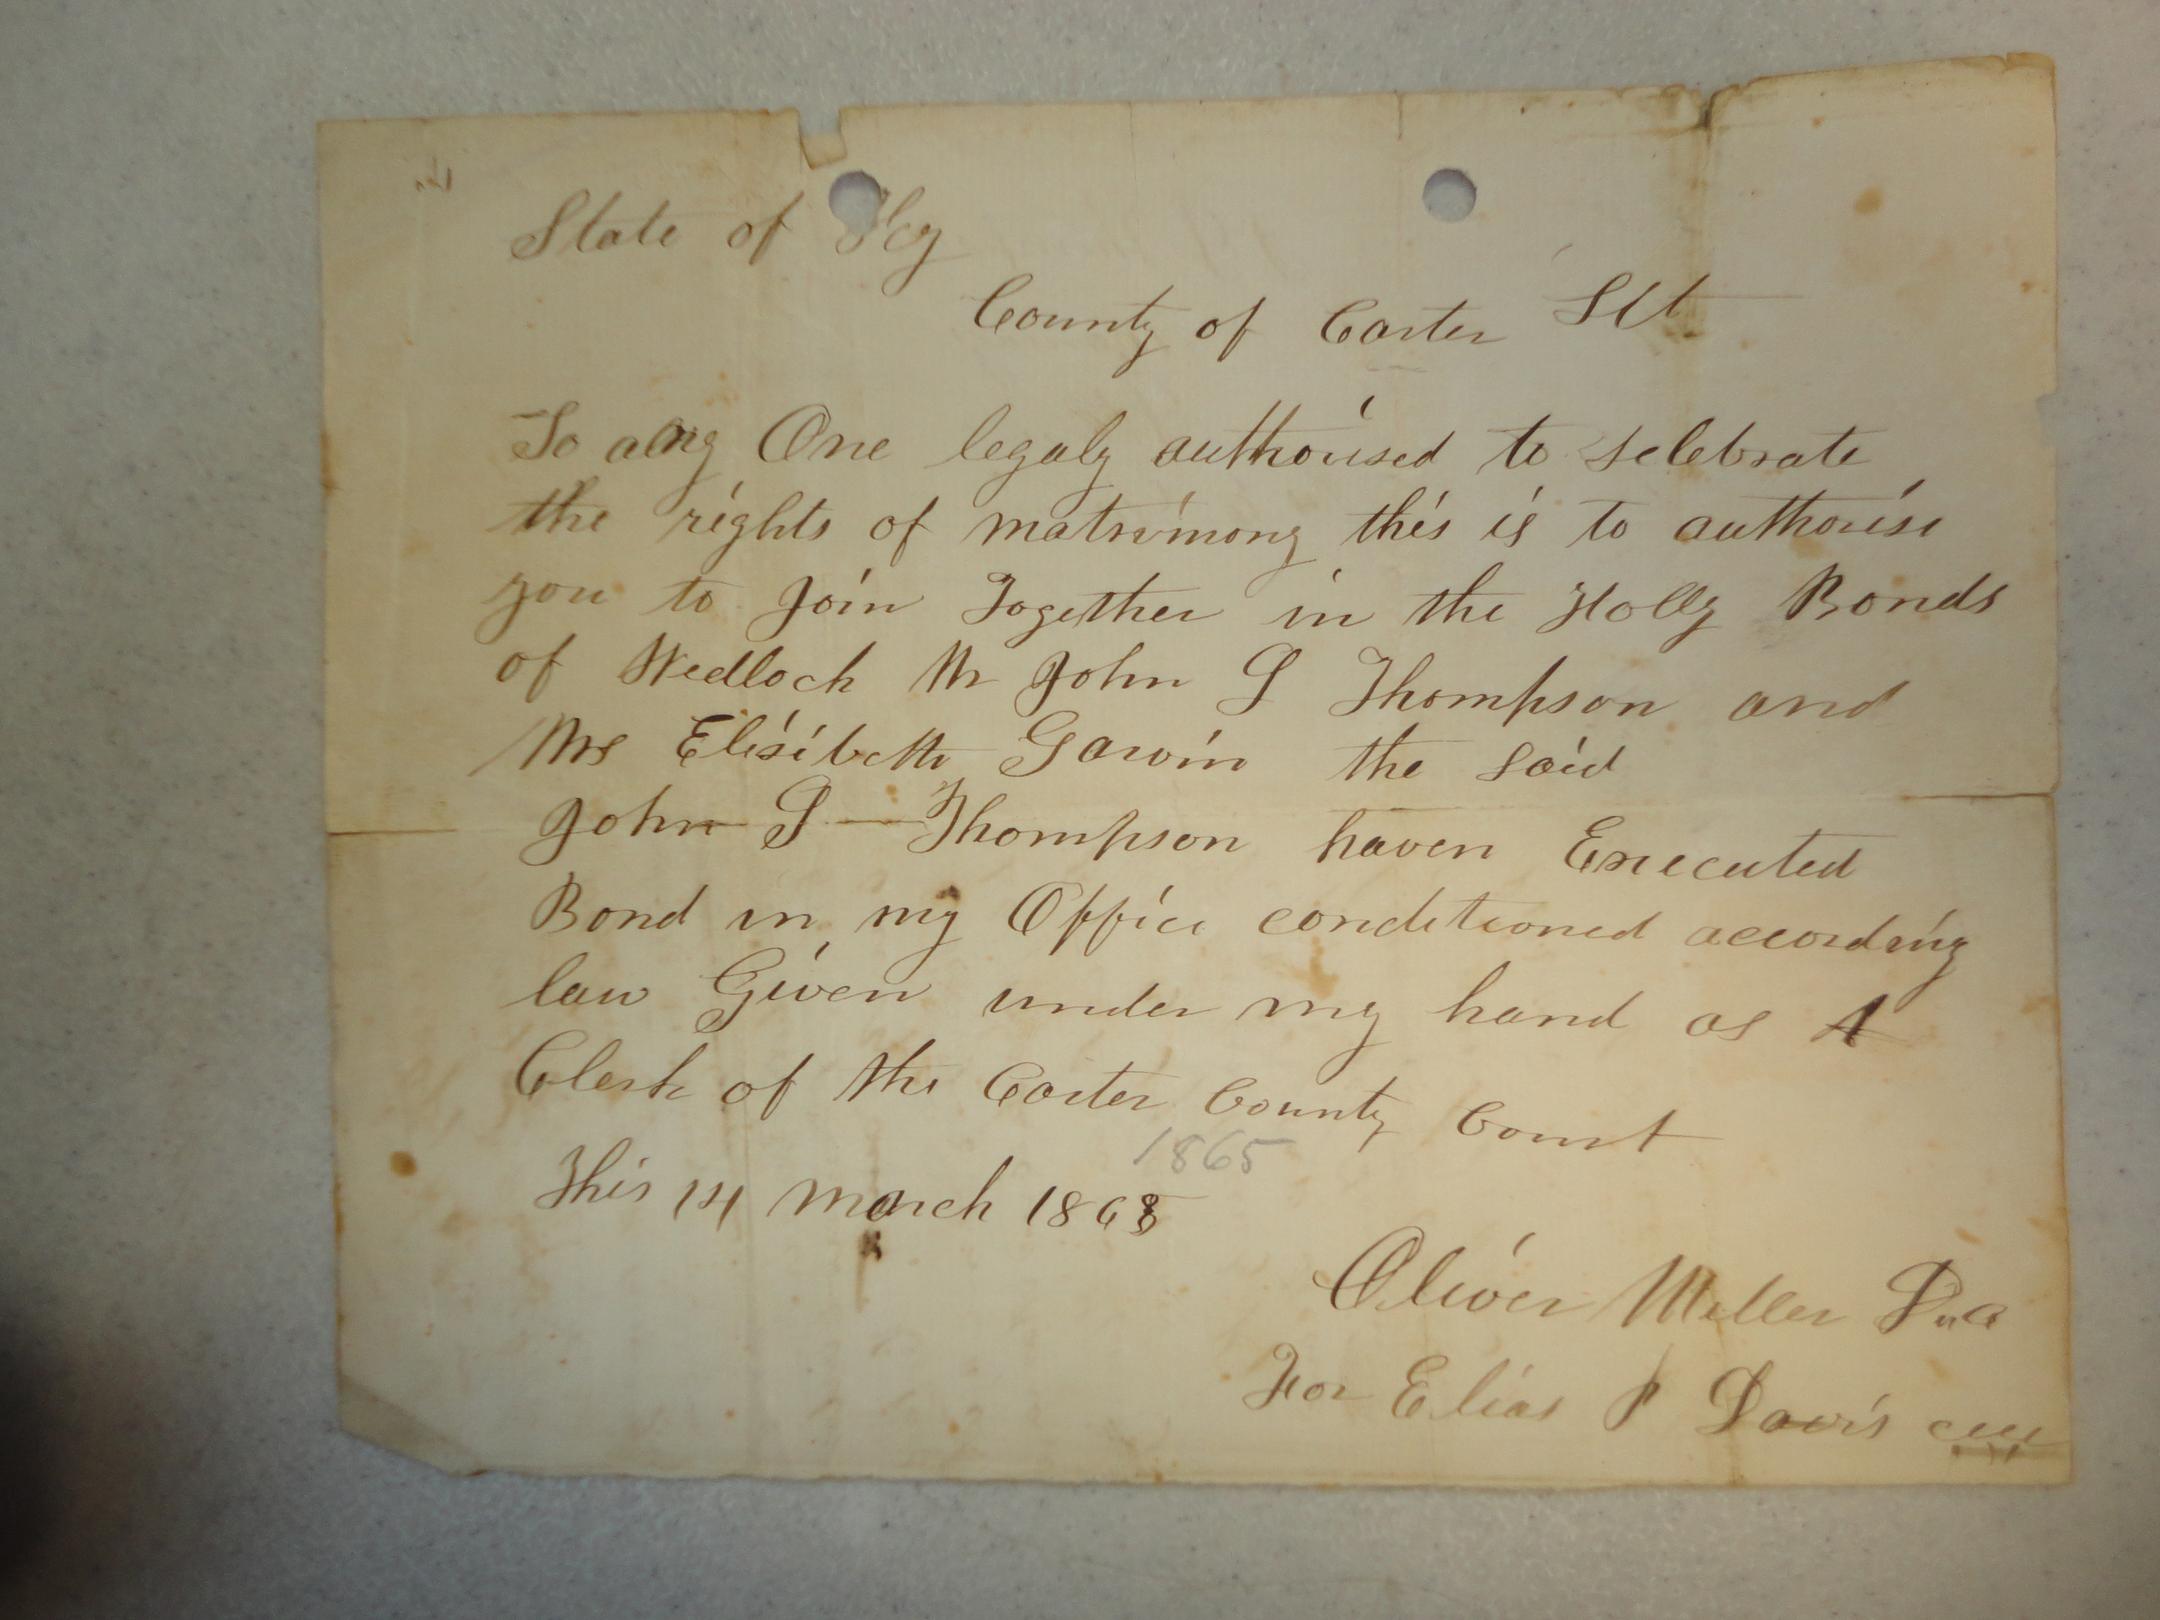 State of Ky
County of Carter Sct
To any One legaly authorised to selebrate
the rights of matrimony this is to authorise
you to Join Together in the Holly Bonds
of Wedlock Mr John S Thompson and
Mrs Elisibeth Garvin the said
John S Thompson haven Executed
Bond in my Office conditioned according
law Given under my hand as A
Clerk of the Carter County Court
1865
This 14 march 1865
Oliver Miller
For Elias P Davis